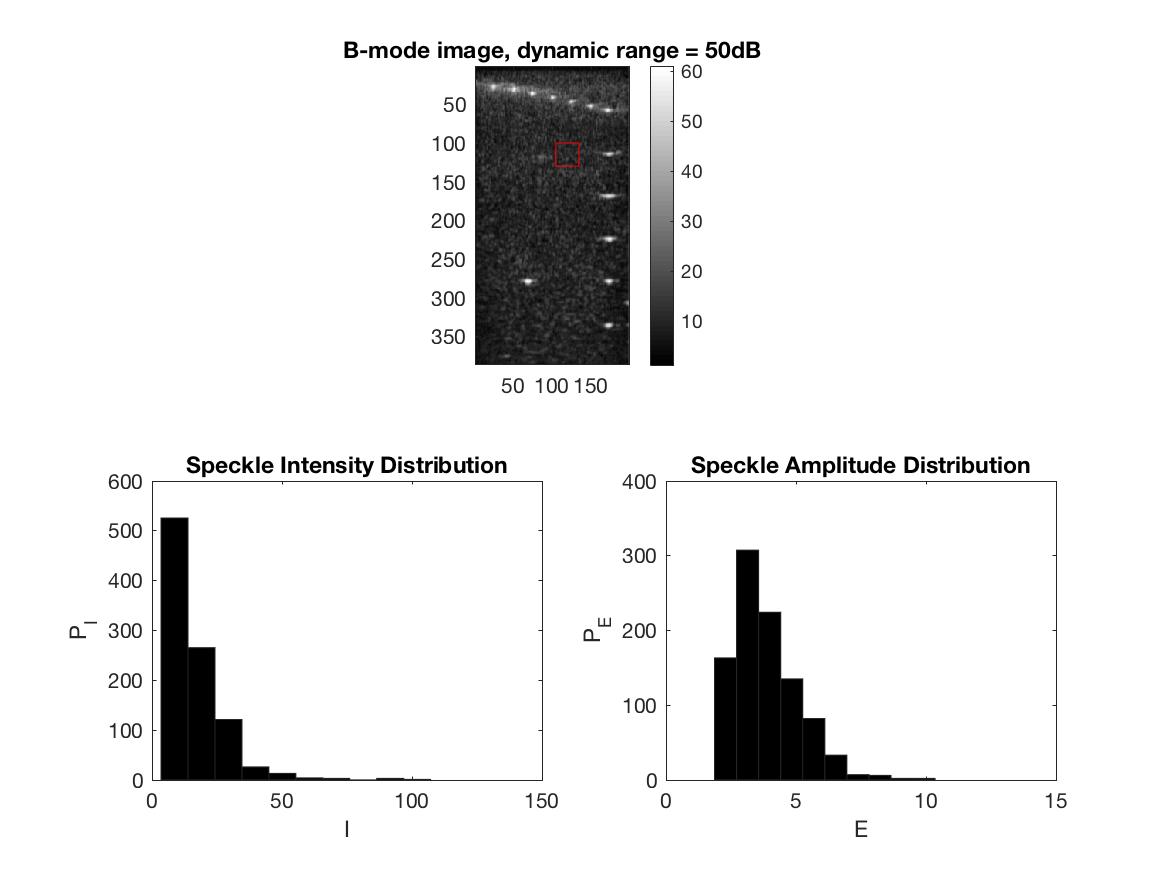 B-mode image, dynamic range = 50dB
50
100
150
200
250
300
350
50 100 150
60
50
40
30
20
10
Speckle Intensity Distribution
600
500
400
300
200
100
0
0 50 100 150
I
P_I
Speckle Amplitude Distribution
400
300
200
100
0
0 5 10 15
E
P_E